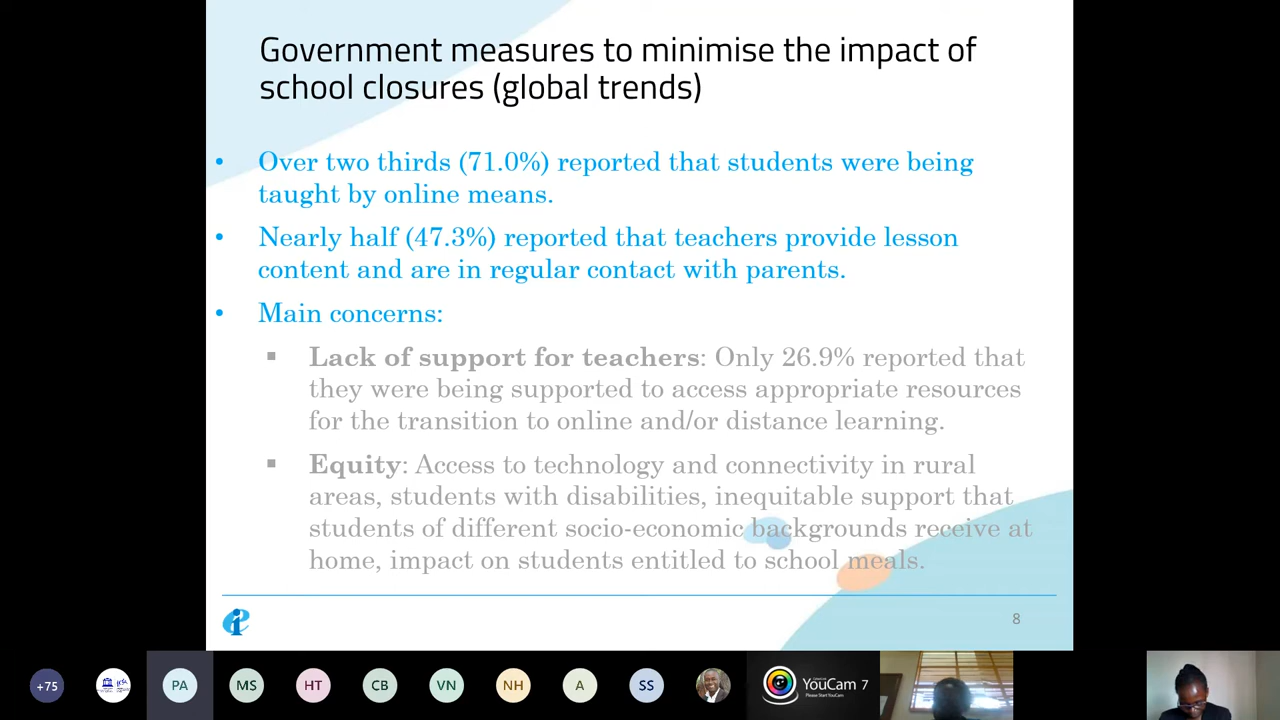 Government measures to minimise the impact of
school closures (global trends)
• Over two thirds (71.0%) reported that students were being
taught by online means.
• Nearly half (47.3%) reported that teachers provide lesson
content and are in regular contact with parents.
• Main concerns:
▪ Lack of support for teachers: Only 26.9% reported that
they were being supported to access appropriate resources
for the transition to online and/or distance learning.
▪ Equity: Access to technology and connectivity in rural
areas, students with disabilities, inequitable support that
students of different socio-economic backgrounds receive at
home, impact on students entitled to school meals.
8
+75
PA
MS
HT
CB
VN
NH
A
SS
YouCam 7
Please Start YouCam